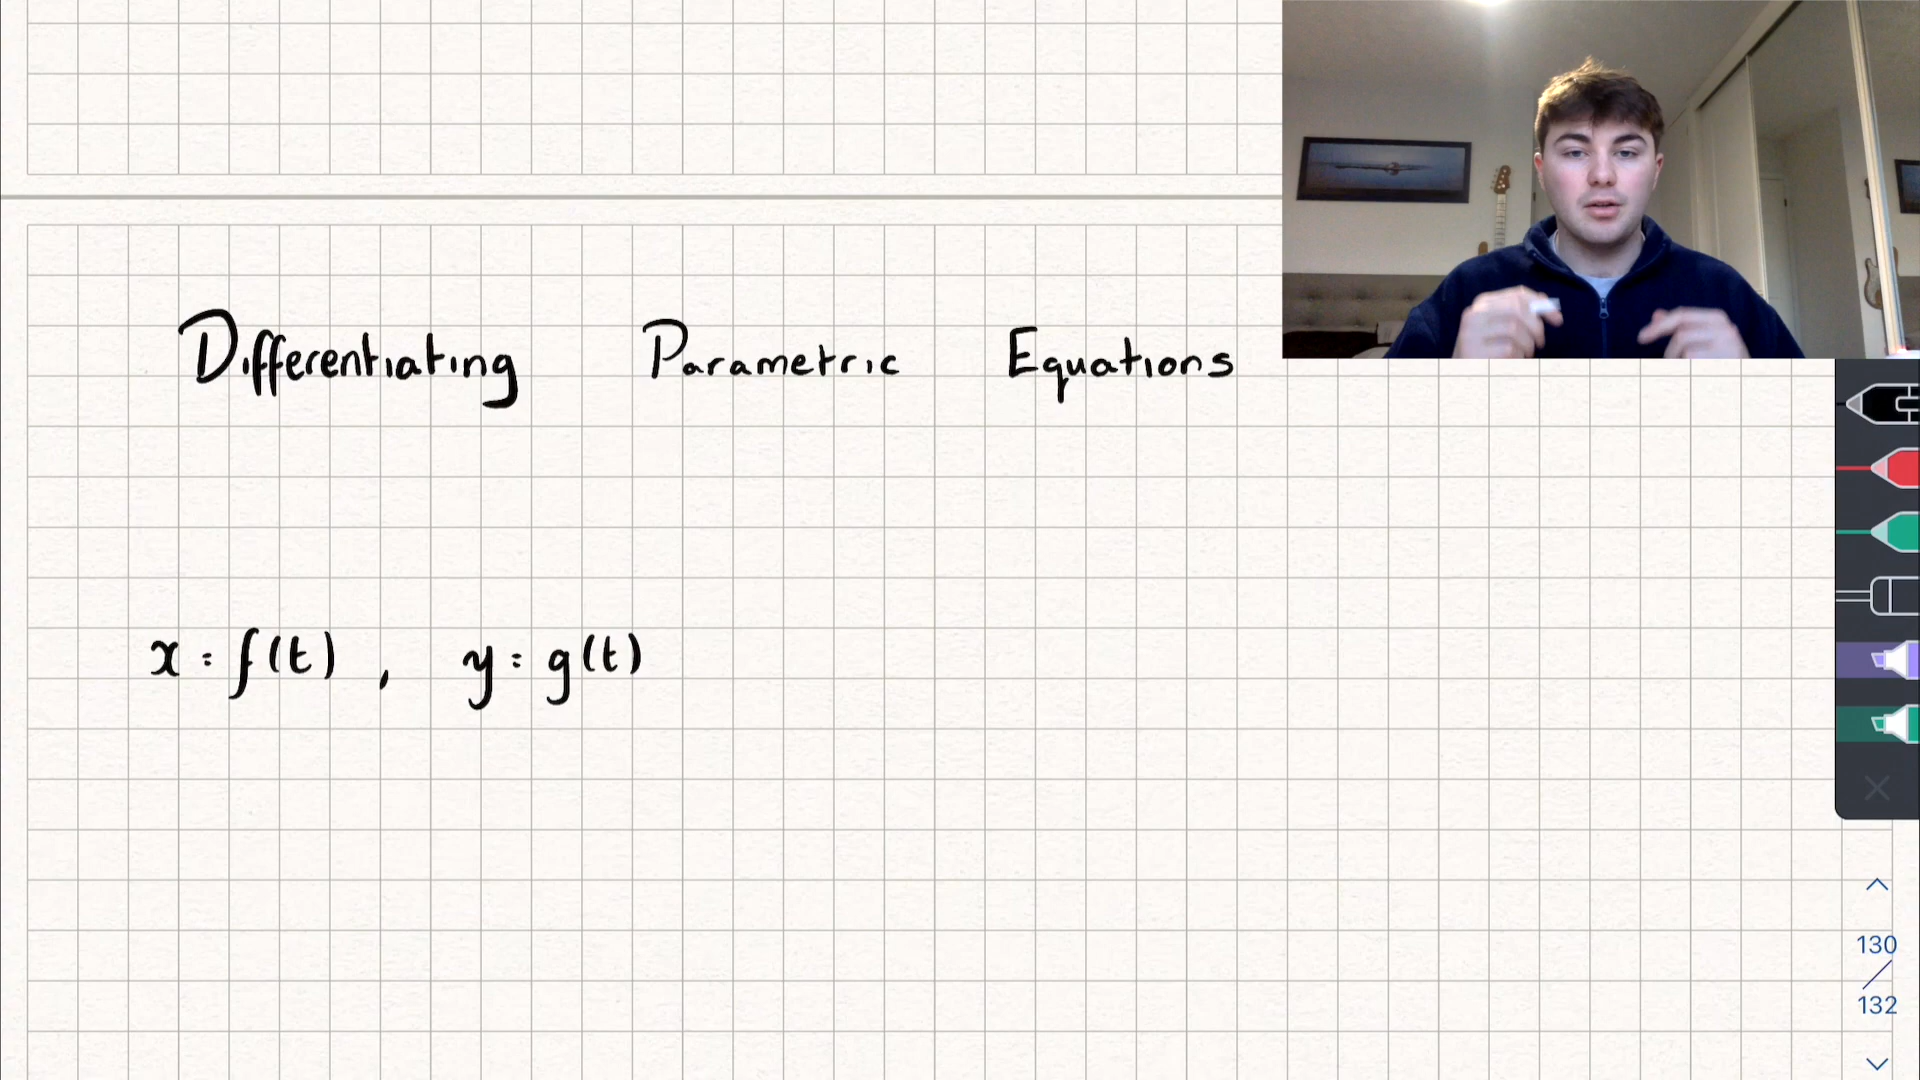 Differentiating Parametric Equations
x = f(t) , y = g(t)
130
132